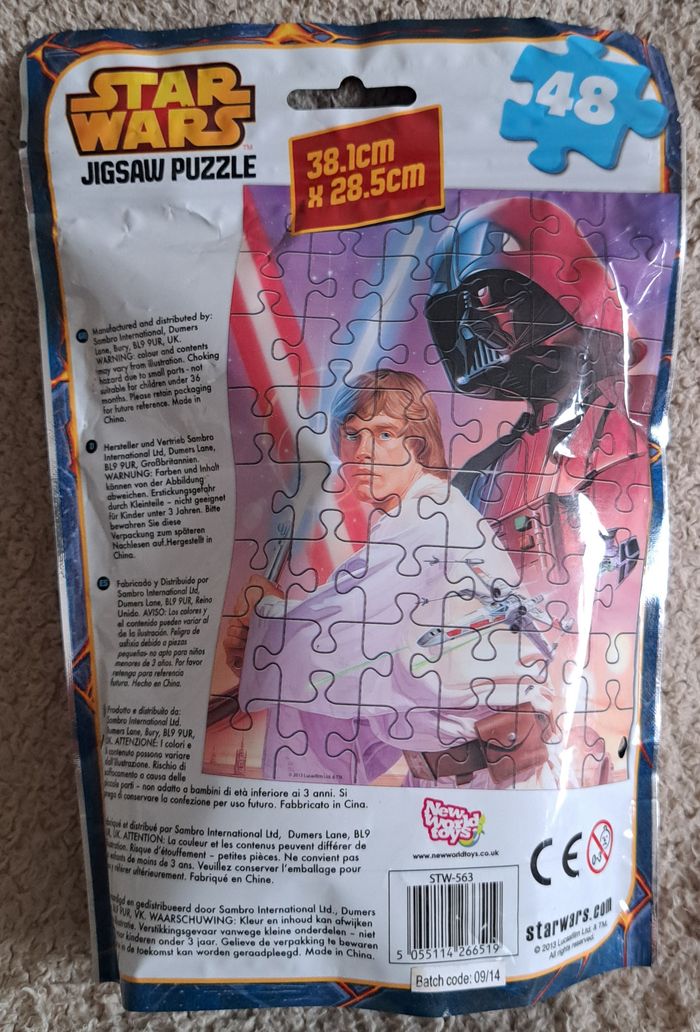 STAR
WARS
TM
JIGSAW PUZZLE
38.1cm
x 28.5cm
48
Manufactured and distributed by:
Sambro International, Dumers
Lane, Bury, BL9 9UR, UK.
WARNING: colour and contents
may vary from illustration. Choking
hazard due to small parts - not
suitable for children under 36
months. Please retain packaging
for future reference. Made in
China.
Hersteller und Vertrieb Sambro
International Ltd, Dumers Lane,
BL9 9UR, Großbritannien.
WARNUNG: Farben und Inhalt
können von der Abbildung
abweichen. Erstickungsgefahr
durch Kleinteile – nicht geeignet
für Kinder unter 3 Jahren. Bitte
bewahren Sie diese
Verpackung zum späteren
Nachlesen auf.Hergestellt in
China.
ES
Fabricado y Distribuido por
Sambro International Ltd,
Dumers Lane, BL9 9UR, Reino
Unido. AVISO: Los colores y
el contenido pueden variar al
de la ilustración. Peligro de
asfixia debido a piezas
pequeñas- no apto para niños
menores de 3 años. Por favor
retenga para futura
referencia. Hecho en China.
Prodotto e distribuito da:
Sambro International Ltd.
Dumers Lane, Bury, BL9 9UR,
UK. ATTENZIONE: I colori e
contenuto possono variare
dall'illustrazione. Rischio di
soffocamento a causa delle
piccole parti – non adatto a bambini di età inferiore ai 3 anni. Si
prega di conservare la confezione per uso futuro. Fabbricato in Cina.
et distribué par Sambro International Ltd, Dumers Lane, BL9
UK. ATTENTION: La couleur et les contenus peuvent différer de
Risque d'étouffement – petites pièces. Ne convient pas
enfants de moins de 3 ans. Veuillez conserver l'emballage pour
ultérieurement. Fabriqué en Chine.
en gedistribueerd door Sambro International Ltd., Dumers
9UR, VK. WAARSCHUWING: Kleur en inhoud kan afwijken
Verstikkingsgevaar vanwege kleine onderdelen – niet
kinderen onder 3 jaar. Gelieve de verpakking te bewaren
in de toekomst kan worden geraadpleegd. Made in China.
© 2013 Lucasfilm Ltd. & TM.
New
World
toys
www.newworldtoys.co.uk
STW-563
5 055114 266519
Batch code: 09/14
CE
0-3
starwars.com
© 2013 Lucasfilm Ltd. & TM.
All rights reserved.